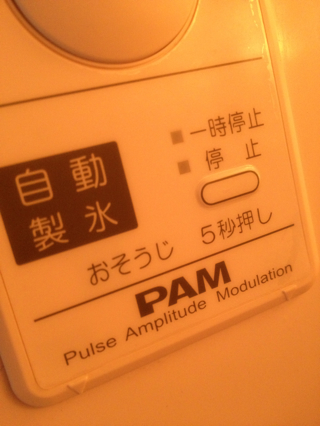 一時停止
停 止
自動
製氷
おそうじ 5秒押し
PAM
Pulse Amplitude Modulation